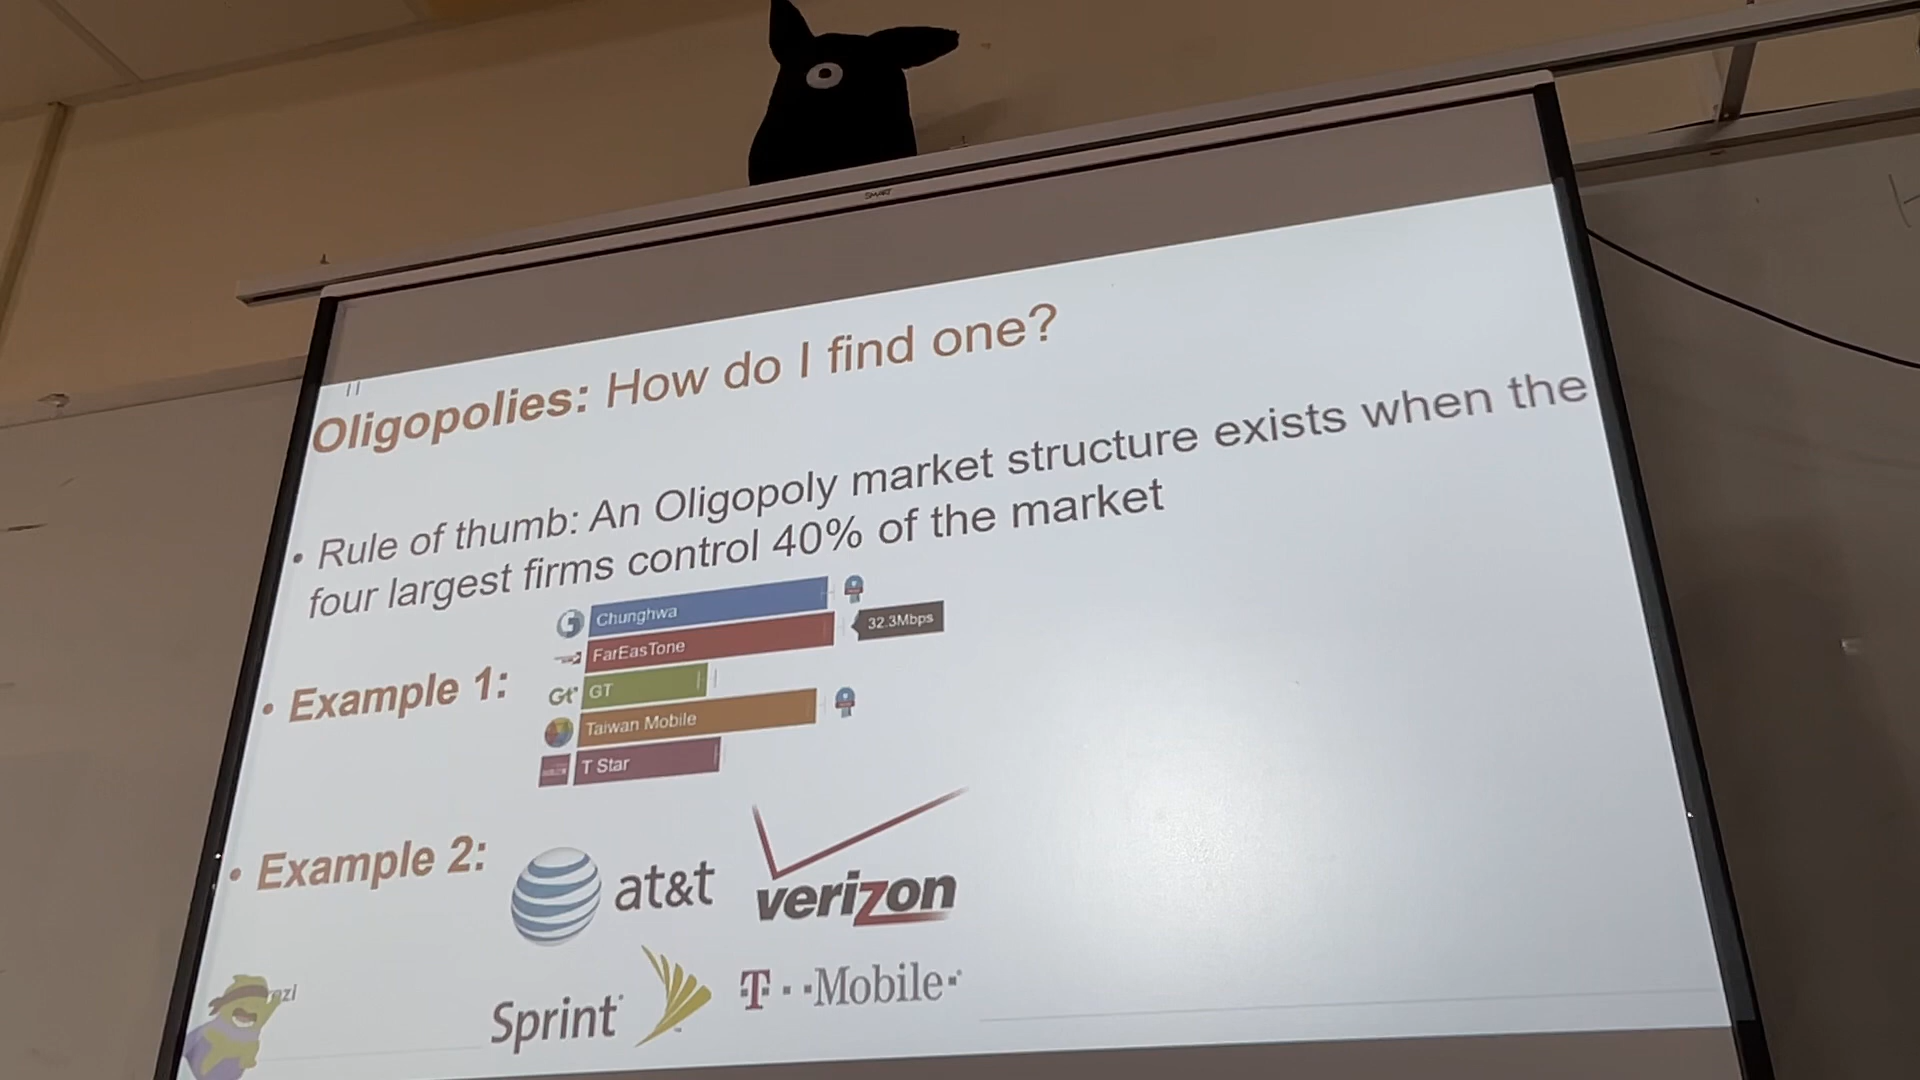 SMART
Oligopolies: How do I find one?
• Rule of thumb: An Oligopoly market structure exists when the
four largest firms control 40% of the market
• Example 1:
Chunghwa
32.3Mbps
FarEasTone
Gt GT
Taiwan Mobile
T Star
• Example 2:
at&t
verizon
Sprint
T··Mobile·